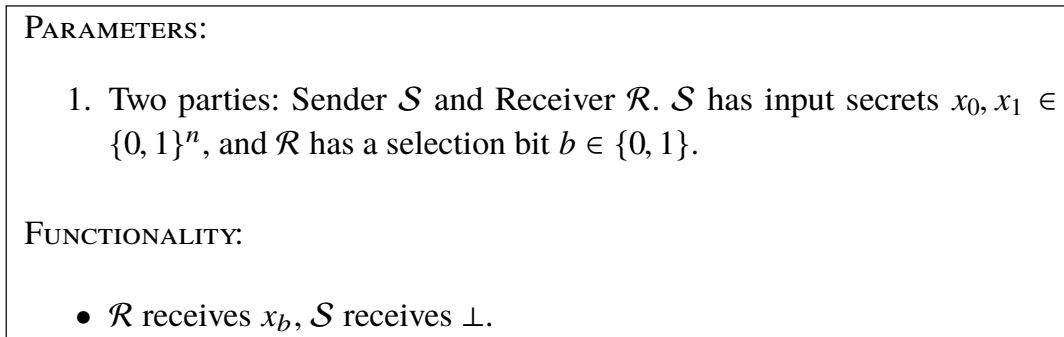 PARAMETERS:
1. Two parties: Sender 𝒮 and Receiver ℛ. 𝒮 has input secrets x₀, x₁ ∈
{0, 1}ⁿ, and ℛ has a selection bit b ∈ {0, 1}.
FUNCTIONALITY:
• ℛ receives x_b, 𝒮 receives ⊥.